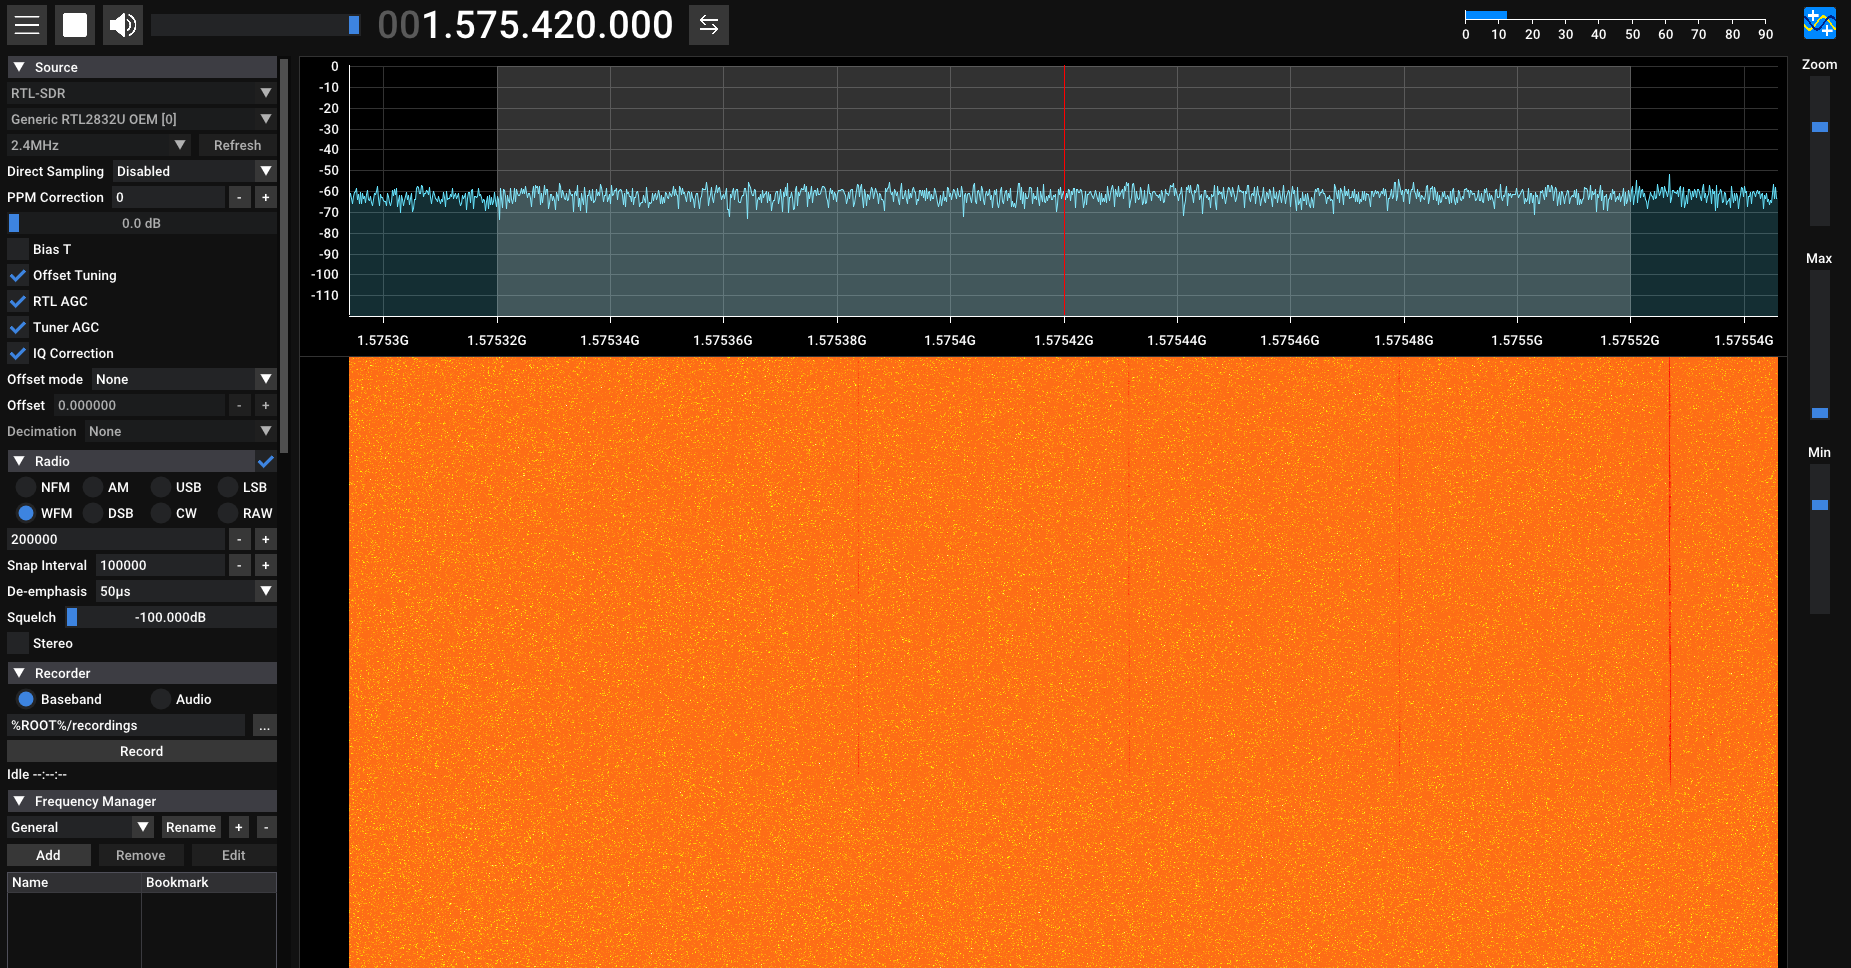 001.575.420.000
0 10 20 30 40 50 60 70 80 90
Source
RTL-SDR
Generic RTL2832U OEM [0]
2.4MHz Refresh
Direct Sampling Disabled
PPM Correction 0 - +
0.0 dB
Bias T
Offset Tuning
RTL AGC
Tuner AGC
IQ Correction
Offset mode None
Offset 0.000000 - +
Decimation None
Radio
NFM AM USB LSB
WFM DSB CW RAW
200000 - +
Snap Interval 100000 - +
De-emphasis 50µs
Squelch -100.000dB
Stereo
Recorder
Baseband Audio
%ROOT%/recordings ...
Record
Idle --:--:--
Frequency Manager
General Rename + -
Add Remove Edit
Name Bookmark
0
-10
-20
-30
-40
-50
-60
-70
-80
-90
-100
-110
1.5753G 1.57532G 1.57534G 1.57536G 1.57538G 1.5754G 1.57542G 1.57544G 1.57546G 1.57548G 1.5755G 1.57552G 1.57554G
Zoom
Max
Min